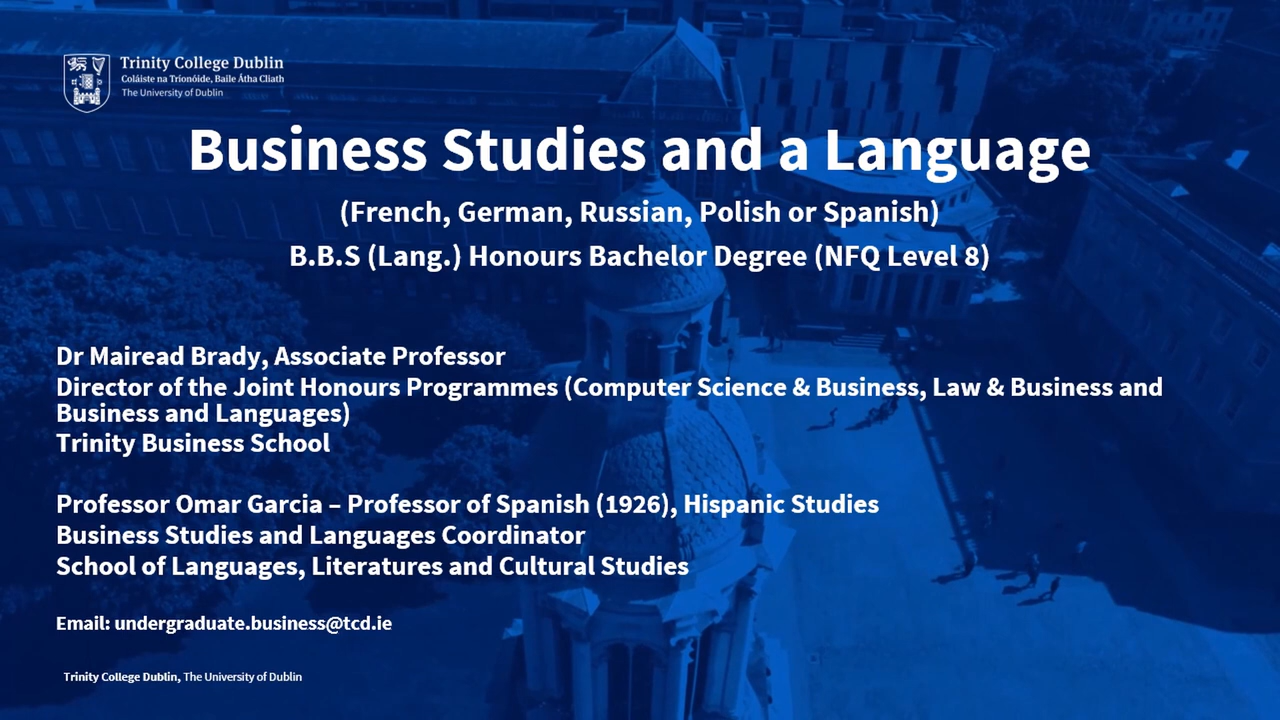 Trinity College Dublin
Coláiste na Tríonóide, Baile Átha Cliath
The University of Dublin
Business Studies and a Language
(French, German, Russian, Polish or Spanish)
B.B.S (Lang.) Honours Bachelor Degree (NFQ Level 8)
Dr Mairead Brady, Associate Professor
Director of the Joint Honours Programmes (Computer Science & Business, Law & Business and
Business and Languages)
Trinity Business School
Professor Omar Garcia – Professor of Spanish (1926), Hispanic Studies
Business Studies and Languages Coordinator
School of Languages, Literatures and Cultural Studies
Email: undergraduate.business@tcd.ie
Trinity College Dublin, The University of Dublin